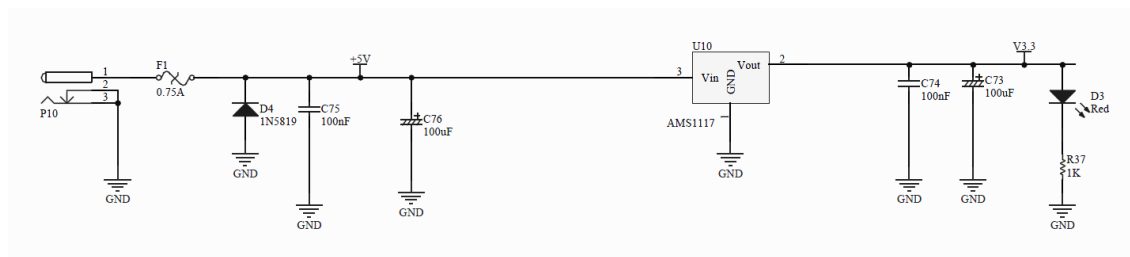 P10
1
2
3
GND
F1
0.75A
D4
1N5819
GND
C75
100nF
GND
+5V
+
C76
100uF
GND
U10
3
Vin
GND
Vout
2
AMS1117
1
GND
C74
100nF
GND
+
C73
100uF
GND
V3.3
D3
Red
R37
1K
GND